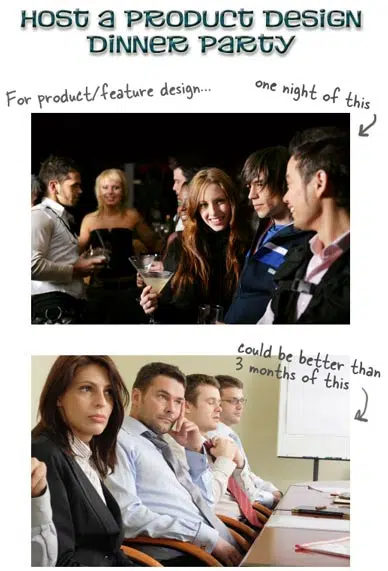 HOST A PRODUCT DESIGN
DINNER PARTY
For product/feature design...
one night of this
could be better than
3 months of this